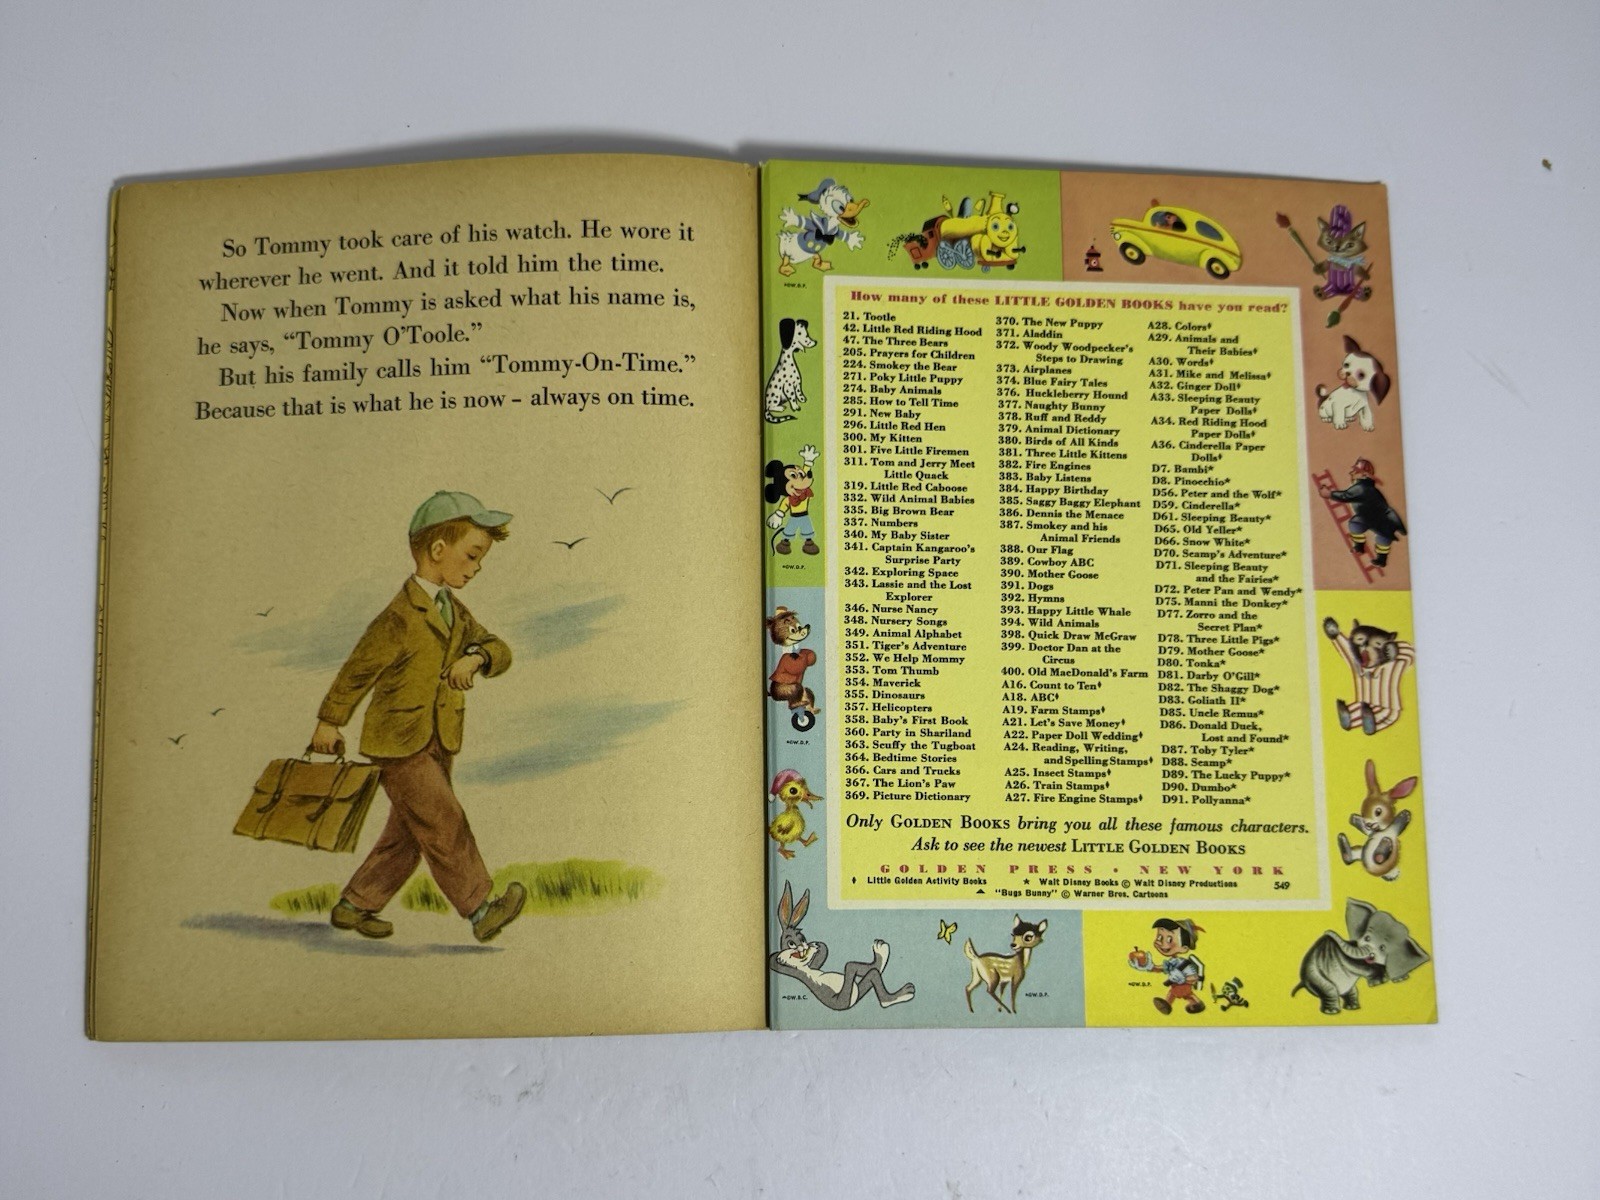 So Tommy took care of his watch. He wore it
wherever he went. And it told him the time.
Now when Tommy is asked what his name is,
he says, “Tommy O'Toole.”
But his family calls him “Tommy-On-Time.”
Because that is what he is now – always on time.
How many of these LITTLE GOLDEN BOOKS have you read?
21. Tootle
42. Little Red Riding Hood
47. The Three Bears
205. Prayers for Children
224. Smokey the Bear
271. Poky Little Puppy
274. Baby Animals
285. How to Tell Time
291. New Baby
296. Little Red Hen
300. My Kitten
301. Five Little Firemen
311. Tom and Jerry Meet
Little Quack
319. Little Red Caboose
332. Wild Animal Babies
335. Big Brown Bear
337. Numbers
340. My Baby Sister
341. Captain Kangaroo's
Surprise Party
342. Exploring Space
343. Lassie and the Lost
Explorer
346. Nurse Nancy
348. Nursery Songs
349. Animal Alphabet
351. Tiger's Adventure
352. We Help Mommy
353. Tom Thumb
354. Maverick
355. Dinosaurs
357. Helicopters
358. Baby's First Book
360. Party in Shariland
363. Scuffy the Tugboat
364. Bedtime Stories
366. Cars and Trucks
367. The Lion's Paw
369. Picture Dictionary
370. The New Puppy
371. Aladdin
372. Woody Woodpecker's
Steps to Drawing
373. Airplanes
374. Blue Fairy Tales
376. Huckleberry Hound
377. Naughty Bunny
378. Ruff and Reddy
379. Animal Dictionary
380. Birds of All Kinds
381. Three Little Kittens
382. Fire Engines
383. Baby Listens
384. Happy Birthday
385. Saggy Baggy Elephant
386. Dennis the Menace
387. Smokey and his
Animal Friends
388. Our Flag
389. Cowboy ABC
390. Mother Goose
391. Dogs
392. Hymns
393. Happy Little Whale
394. Wild Animals
398. Quick Draw McGraw
399. Doctor Dan at the
Circus
400. Old MacDonald's Farm
A16. Count to Ten♦
A18. ABC♦
A19. Farm Stamps♦
A21. Let's Save Money♦
A22. Paper Doll Wedding♦
A24. Reading, Writing,
and Spelling Stamps♦
A25. Insect Stamps♦
A26. Train Stamps♦
A27. Fire Engine Stamps♦
A28. Colors♦
A29. Animals and
Their Babies♦
A30. Words♦
A31. Mike and Melissa♦
A32. Ginger Doll♦
A33. Sleeping Beauty
Paper Dolls♦
A34. Red Riding Hood
Paper Dolls♦
A36. Cinderella Paper
Dolls♦
D7. Bambi*
D8. Pinocchio*
D56. Peter and the Wolf*
D59. Cinderella*
D61. Sleeping Beauty*
D65. Old Yeller*
D66. Snow White*
D70. Scamp's Adventure*
D71. Sleeping Beauty
and the Fairies*
D72. Peter Pan and Wendy*
D75. Manni the Donkey*
D77. Zorro and the
Secret Plan*
D78. Three Little Pigs*
D79. Mother Goose*
D80. Tonka*
D81. Darby O'Gill*
D82. The Shaggy Dog*
D83. Goliath II*
D85. Uncle Remus*
D86. Donald Duck,
Lost and Found*
D87. Toby Tyler*
D88. Scamp*
D89. The Lucky Puppy*
D90. Dumbo*
D91. Pollyanna*
Only GOLDEN BOOKS bring you all these famous characters.
Ask to see the newest LITTLE GOLDEN BOOKS
GOLDEN PRESS • NEW YORK
♦ Little Golden Activity Books ★ Walt Disney Books © Walt Disney Productions 549
▲ "Bugs Bunny" © Warner Bros. Cartoons
©W.D.P.
©W.D.P.
©W.D.P.
©W.B.C.
©W.D.P.
©W.D.P.